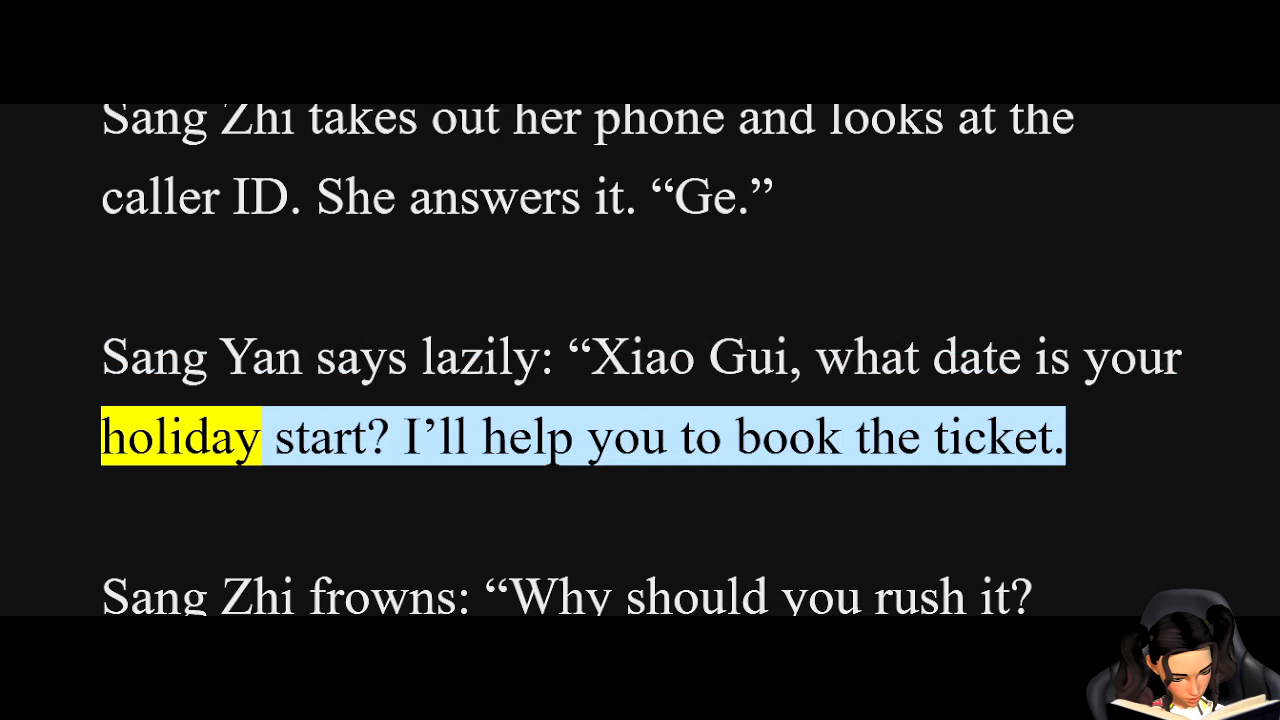 Sang Zhi takes out her phone and looks at the
caller ID. She answers it. “Ge.”
Sang Yan says lazily: “Xiao Gui, what date is your
holiday start? I’ll help you to book the ticket.
Sang Zhi frowns: “Why should you rush it?